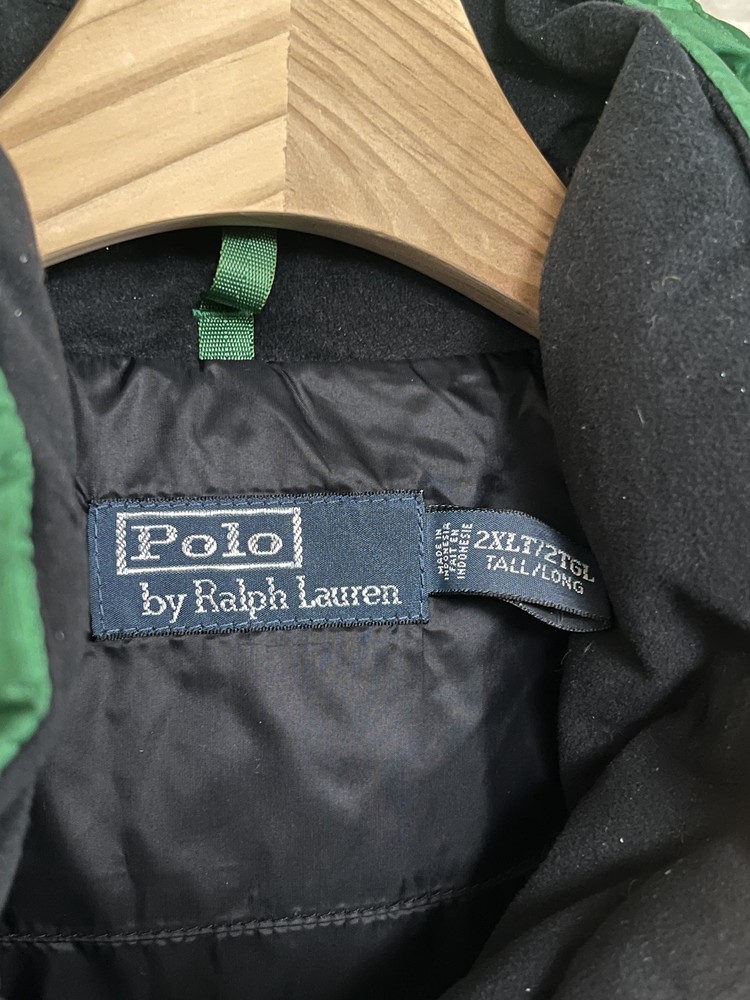 Polo
by Ralph Lauren
MADE IN
INDONESIA
FAIT EN
INDONESIE
2XLT/2TGL
TALL/LONG